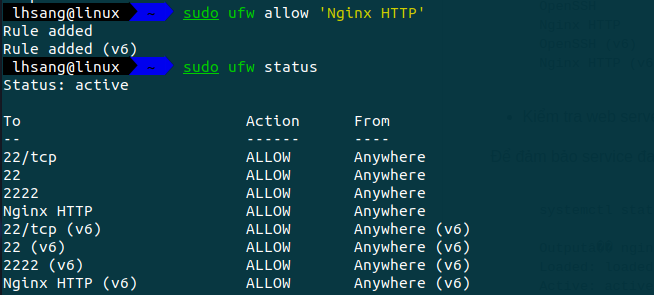 lhsang@linux ~ sudo ufw allow 'Nginx HTTP'
Rule added
Rule added (v6)
lhsang@linux ~ sudo ufw status
Status: active

To                         Action      From
--                         ------      ----
22/tcp                     ALLOW       Anywhere
22                         ALLOW       Anywhere
2222                       ALLOW       Anywhere
Nginx HTTP                 ALLOW       Anywhere
22/tcp (v6)                ALLOW       Anywhere (v6)
22 (v6)                    ALLOW       Anywhere (v6)
2222 (v6)                  ALLOW       Anywhere (v6)
Nginx HTTP (v6)            ALLOW       Anywhere (v6)